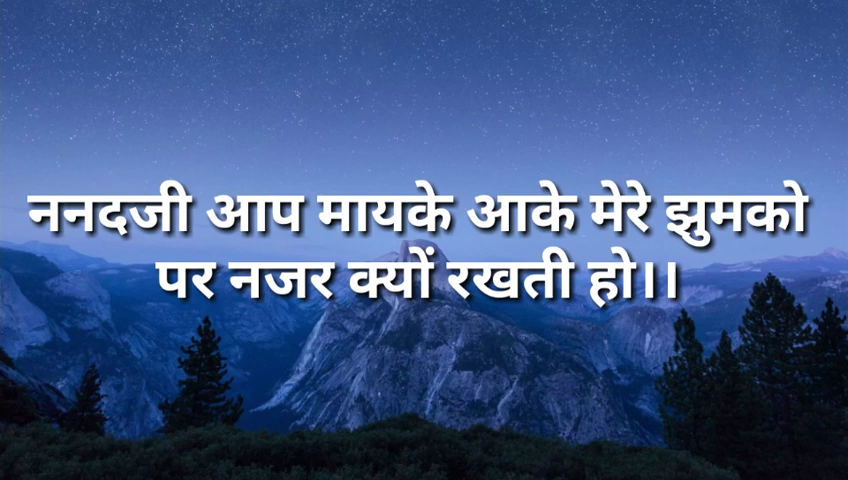 ननदजी आप मायके आके मेरे झुमको
पर नजर क्यों रखती हो।।